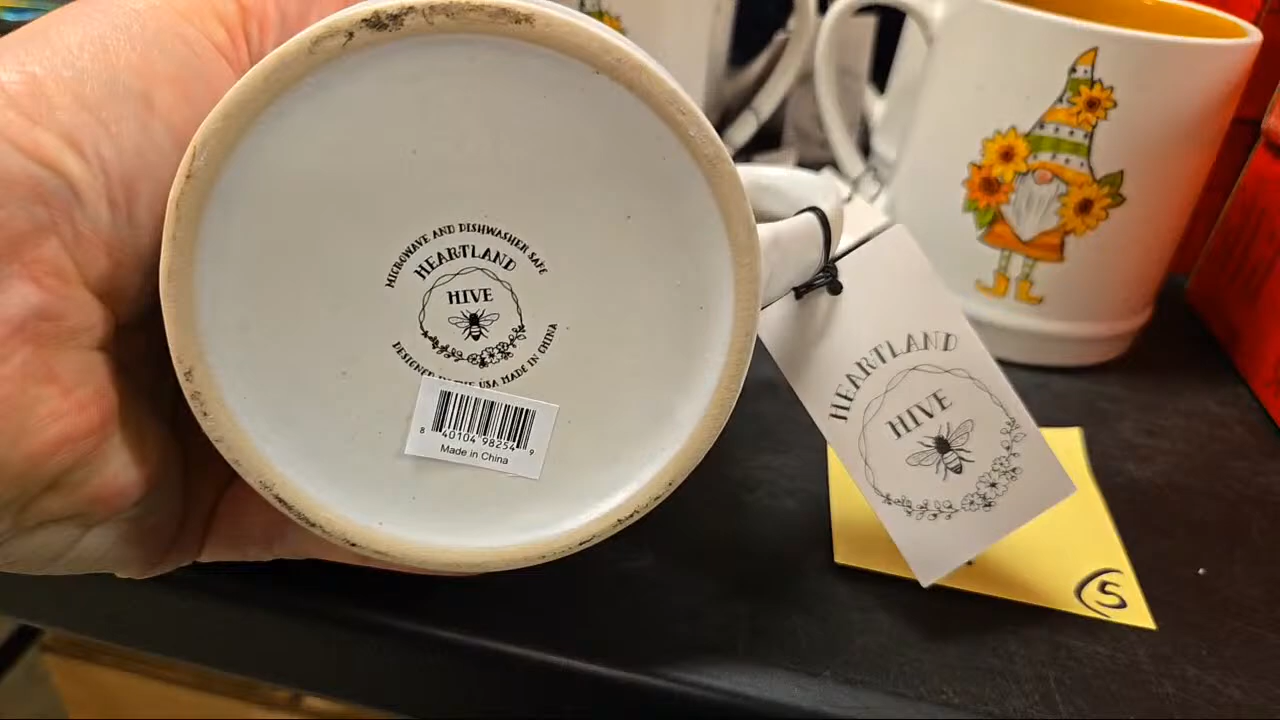 MICROWAVE AND DISHWASHER SAFE
HEARTLAND
HIVE
DESIGNED IN THE USA MADE IN CHINA
8 40104 98254 9
Made in China
HEARTLAND
HIVE
5